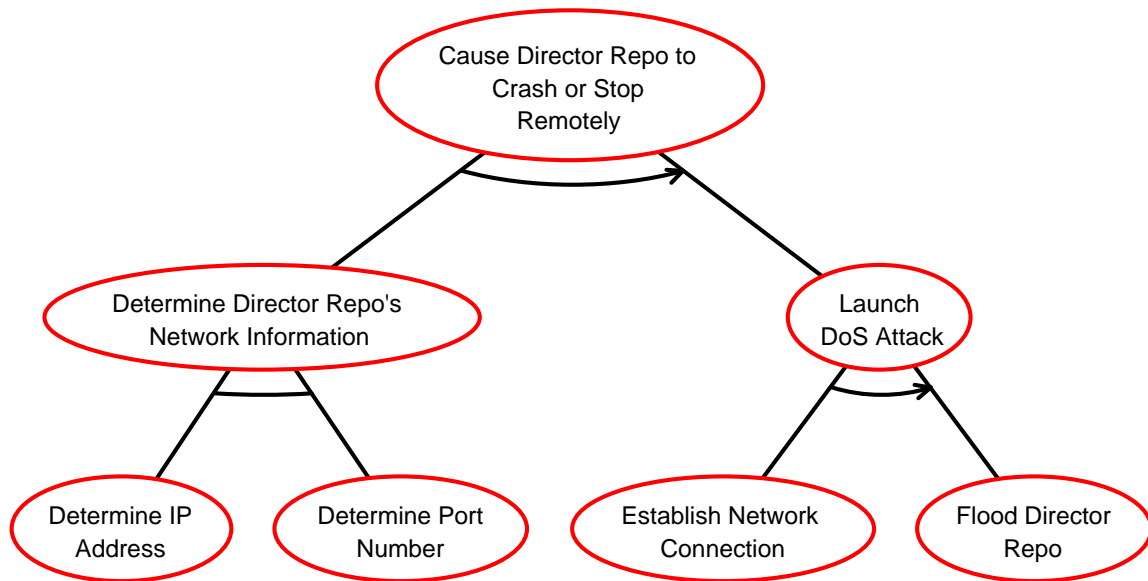 Cause Director Repo to
Crash or Stop
Remotely
Determine Director Repo's
Network Information
Launch
DoS Attack
Determine IP
Address
Determine Port
Number
Establish Network
Connection
Flood Director
Repo